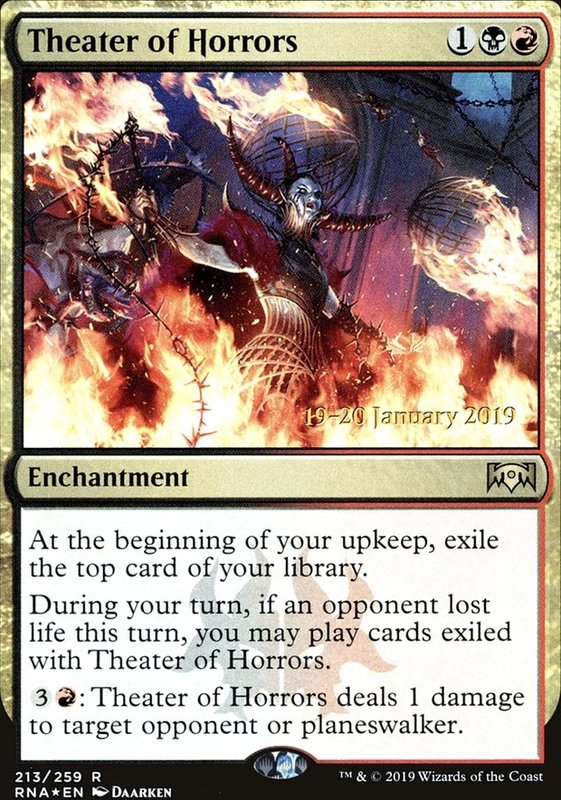 Theater of Horrors 1
19–20 January 2019
Enchantment
At the beginning of your upkeep, exile
the top card of your library.
During your turn, if an opponent lost
life this turn, you may play cards exiled
with Theater of Horrors.
3 : Theater of Horrors deals 1 damage
to target opponent or planeswalker.
213/259 R
RNA★EN Daarken
™ & © 2019 Wizards of the Coast